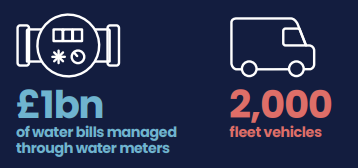 £1bn
of water bills managed
through water meters
2,000
fleet vehicles